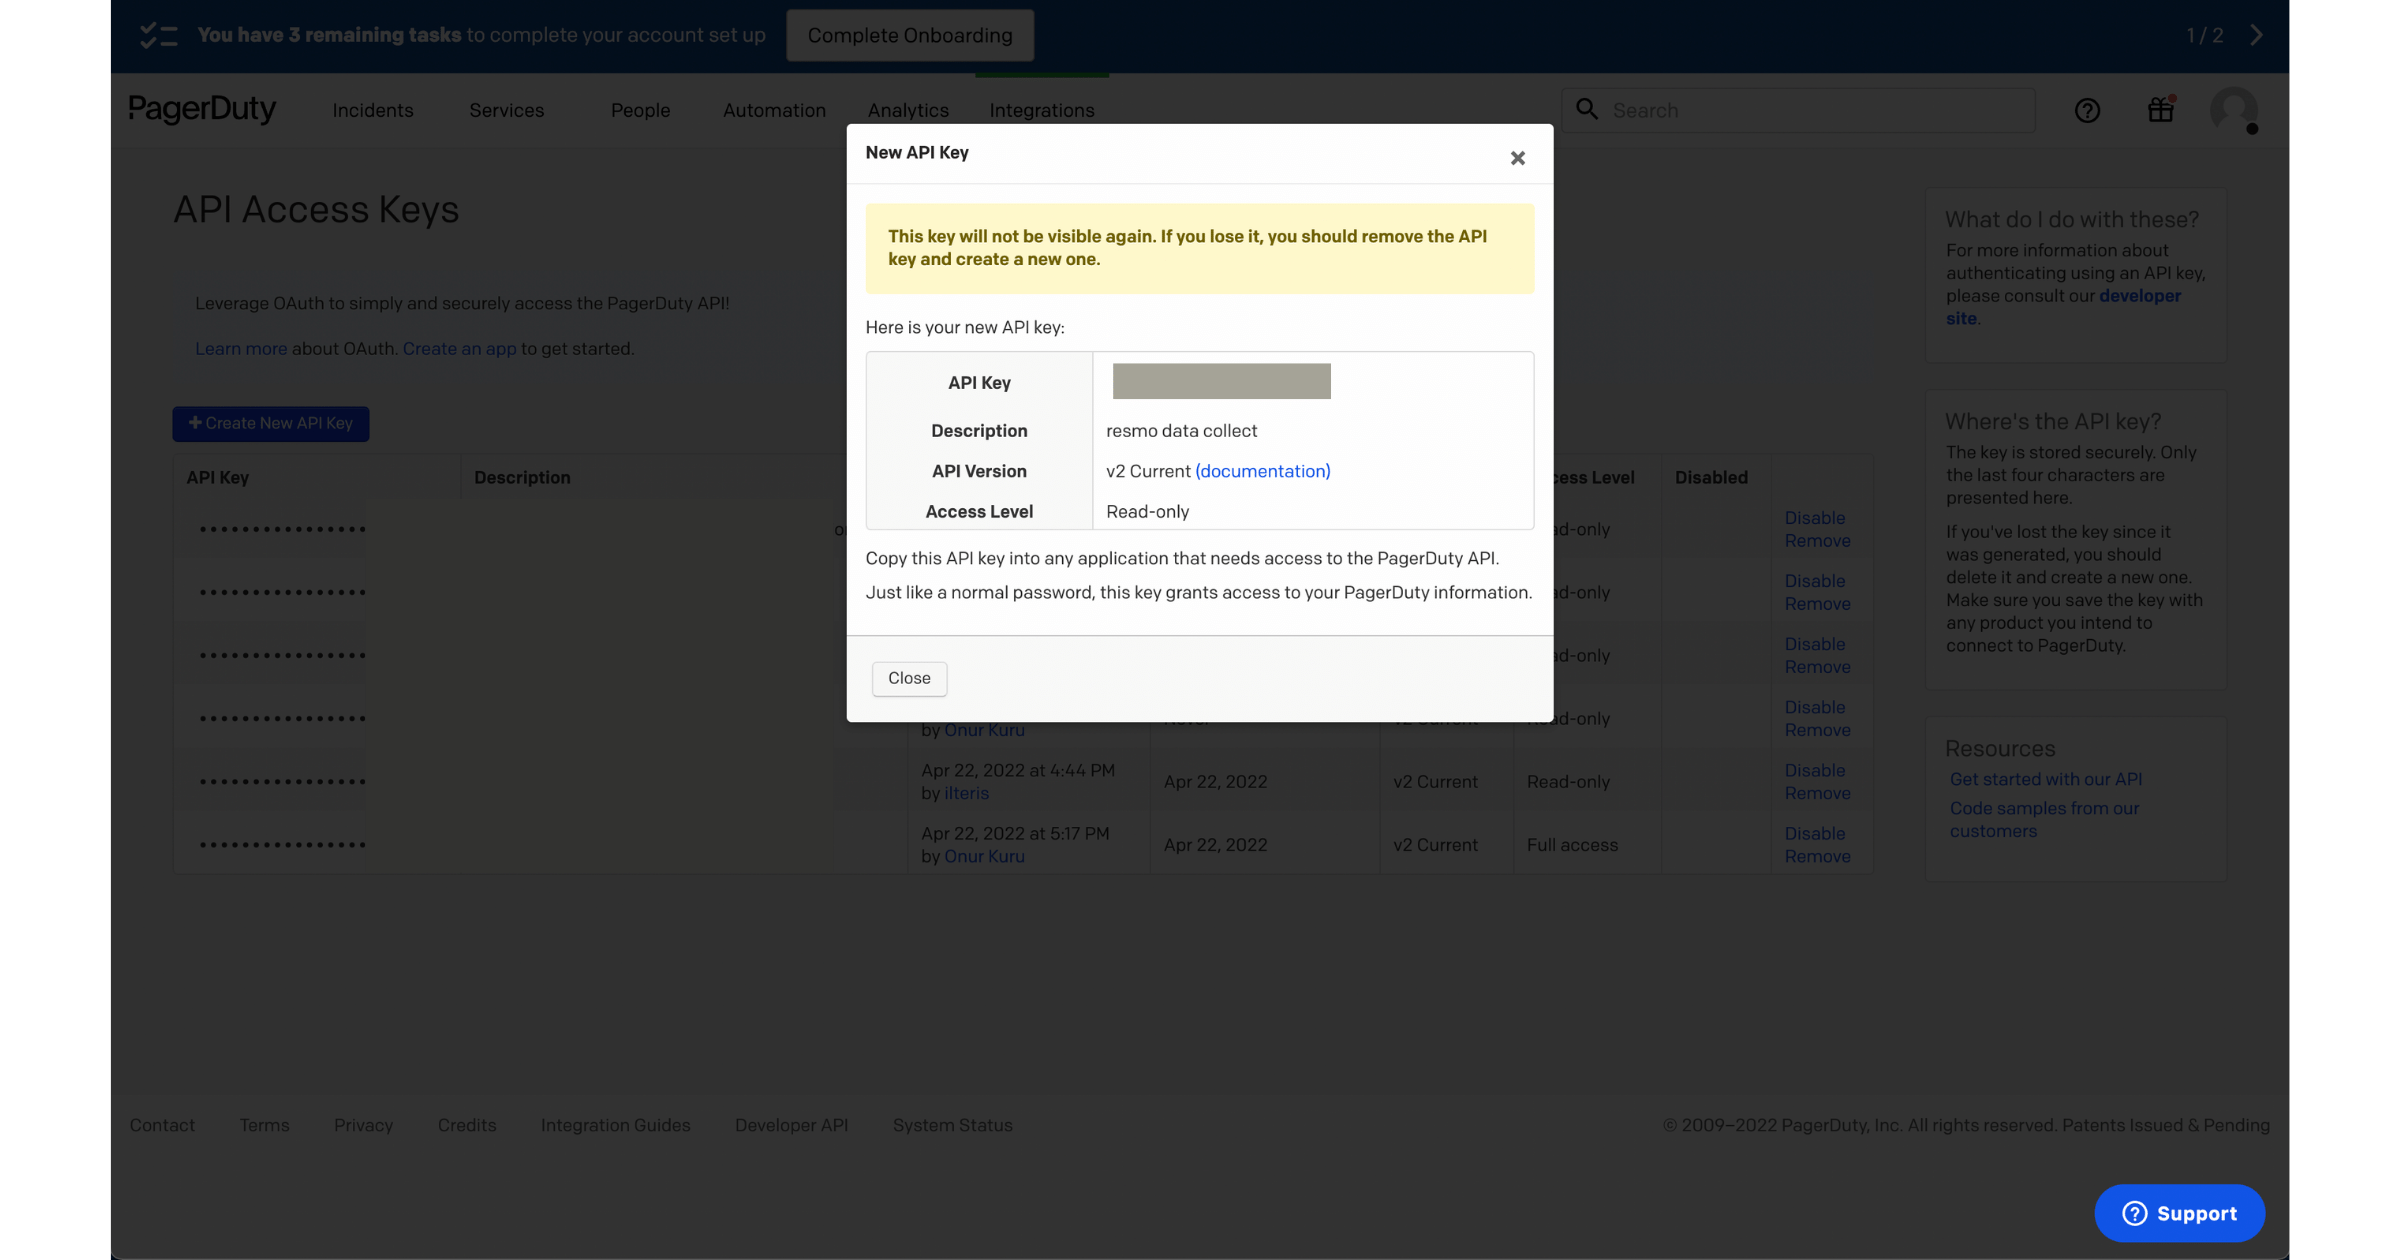 You have 3 remaining tasks to complete your account set up
Complete Onboarding
1 / 2
PagerDuty
Incidents
Services
People
Automation
Analytics
Integrations
Search
New API Key
This key will not be visible again. If you lose it, you should remove the API
key and create a new one.
Here is your new API key:
API Key
Description resmo data collect
API Version v2 Current (documentation)
Access Level Read-only
Copy this API key into any application that needs access to the PagerDuty API.
Just like a normal password, this key grants access to your PagerDuty information.
Close
API Access Keys
Leverage OAuth to simply and securely access the PagerDuty API!
Learn more about OAuth. Create an app to get started.
+ Create New API Key
API Key Description Level Disabled
Disable
Remove
Disable
Remove
Disable
Remove
Disable
by Onur Kuru Remove
Apr 22, 2022 at 4:44 PM
by ilteris
Apr 22, 2022 v2 Current Read-only
Disable
Remove
Apr 22, 2022 at 5:17 PM
by Onur Kuru
Apr 22, 2022 v2 Current Full access
Disable
Remove
What do I do with these?
For more information about
authenticating using an API key,
please consult our developer
site.
Where's the API key?
The key is stored securely. Only
the last four characters are
presented here.
If you've lost the key since it
was generated, you should
delete it and create a new one.
Make sure you save the key with
any product you intend to
connect to PagerDuty.
Resources
Get started with our API
Code samples from our
customers
Contact
Terms
Privacy
Credits
Integration Guides
Developer API
System Status
© 2009–2022 PagerDuty, Inc. All rights reserved. Patents Issued & Pending
Support